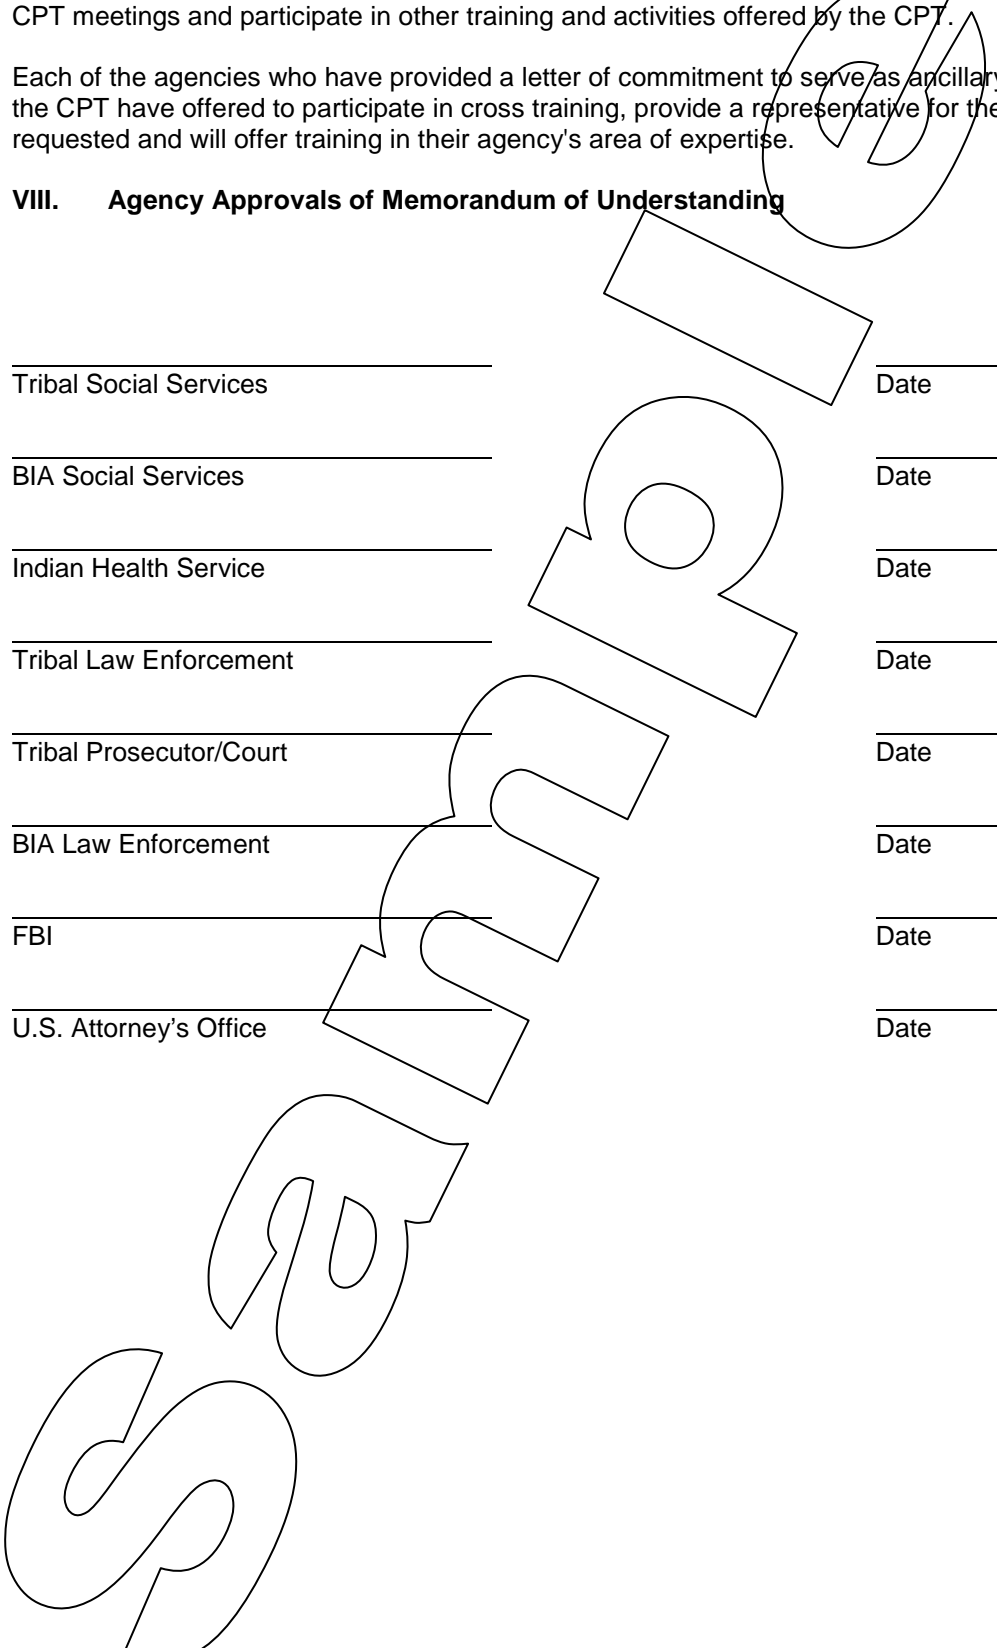 CPT meetings and participate in other training and activities offered by the CPT.
Each of the agencies who have provided a letter of commitment to serve as ancillary
the CPT have offered to participate in cross training, provide a representative for the
requested and will offer training in their agency's area of expertise.
VIII. Agency Approvals of Memorandum of Understanding
Tribal Social Services Date
BIA Social Services Date
Indian Health Service Date
Tribal Law Enforcement Date
Tribal Prosecutor/Court Date
BIA Law Enforcement Date
FBI Date
U.S. Attorney’s Office Date
Sample